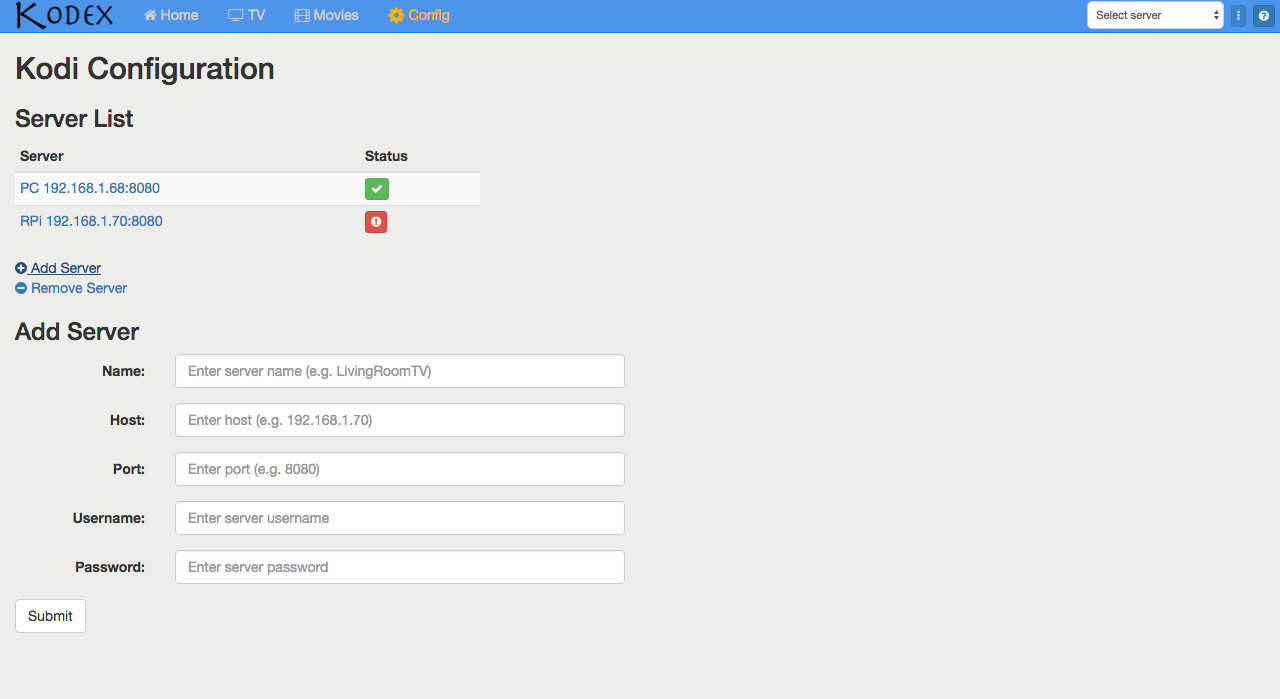 KODEX Home TV Movies Config Select server
Kodi Configuration
Server List
Server Status
PC 192.168.1.68:8080
RPi 192.168.1.70:8080
Add Server
Remove Server
Add Server
Name: Enter server name (e.g. LivingRoomTV)
Host: Enter host (e.g. 192.168.1.70)
Port: Enter port (e.g. 8080)
Username: Enter server username
Password: Enter server password
Submit